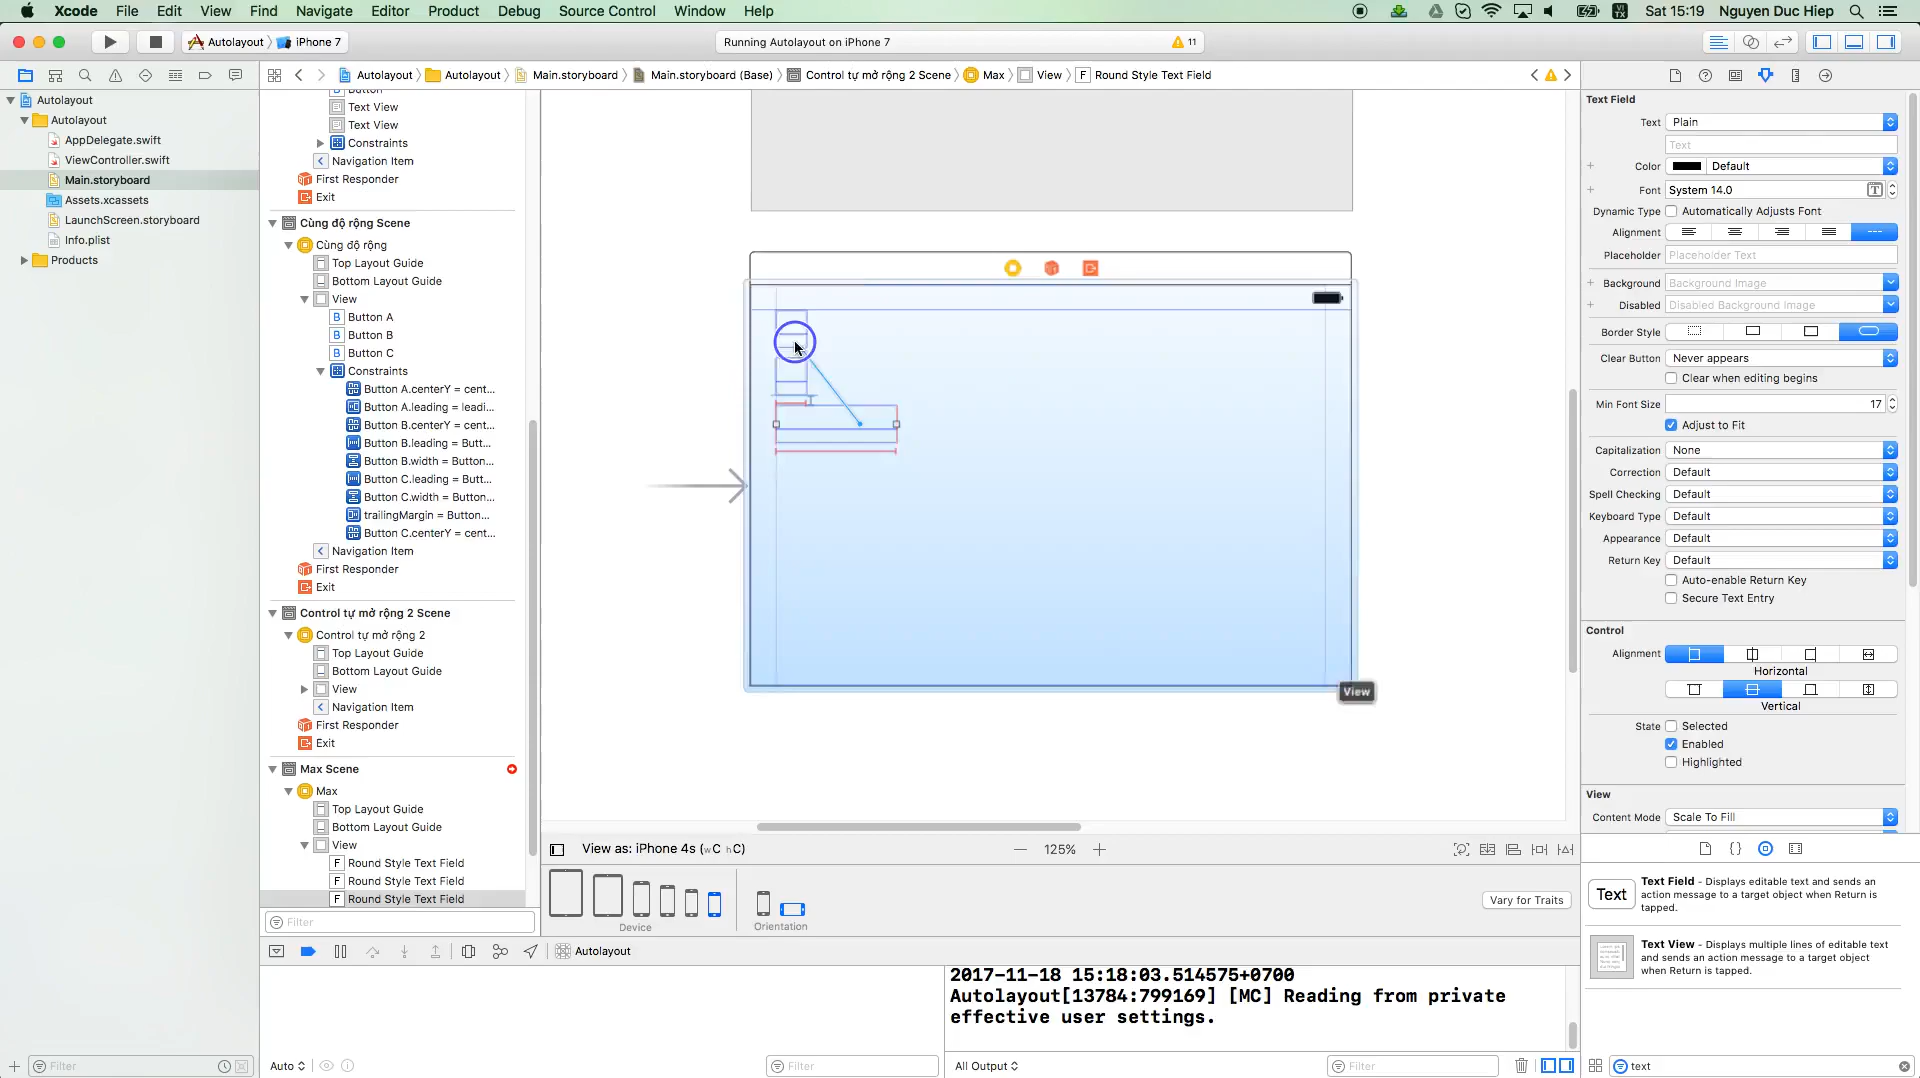 Xcode File Edit View Find Navigate Editor Product Debug Source Control Window Help Sat 15:19 Nguyen Duc Hiep
Autolayout iPhone 7 Running Autolayout on iPhone 7 11
Autolayout Autolayout Main.storyboard Main.storyboard (Base) Control tự mở rộng 2 Scene Max View F Round Style Text Field
Autolayout
Autolayout
AppDelegate.swift
ViewController.swift
Main.storyboard
Assets.xcassets
LaunchScreen.storyboard
Info.plist
Products
Filter
Text View
Text View
Constraints
Navigation Item
First Responder
Exit
Cùng độ rộng Scene
Cùng độ rộng
Top Layout Guide
Bottom Layout Guide
View
B Button A
B Button B
B Button C
Constraints
Button A.centerY = cent...
Button A.leading = leadi...
Button B.centerY = cent...
Button B.leading = Butt...
Button B.width = Button...
Button C.leading = Butt...
Button C.width = Button...
trailingMargin = Button...
Button C.centerY = cent...
Navigation Item
First Responder
Exit
Control tự mở rộng 2 Scene
Control tự mở rộng 2
Top Layout Guide
Bottom Layout Guide
View
Navigation Item
First Responder
Exit
Max Scene
Max
Top Layout Guide
Bottom Layout Guide
View
F Round Style Text Field
F Round Style Text Field
F Round Style Text Field
Filter
View
View as: iPhone 4s (wC hC) 125%
Device Orientation
Vary for Traits
Autolayout
2017-11-18 15:18:03.514575+0700
Autolayout[13784:799169] [MC] Reading from private
effective user settings.
Auto Filter All Output Filter
Text Field
Text Plain
Text
Color Default
Font System 14.0
Dynamic Type Automatically Adjusts Font
Alignment
Placeholder Placeholder Text
Background Background Image
Disabled Disabled Background Image
Border Style
Clear Button Never appears
Clear when editing begins
Min Font Size 17
Adjust to Fit
Capitalization None
Correction Default
Spell Checking Default
Keyboard Type Default
Appearance Default
Return Key Default
Auto-enable Return Key
Secure Text Entry
Control
Alignment
Horizontal
Vertical
State Selected
Enabled
Highlighted
View
Content Mode Scale To Fill
Text
Text Field - Displays editable text and sends an
action message to a target object when Return is
tapped.
Text View - Displays multiple lines of editable text
and sends an action message to a target object
when Return is tapped.
text